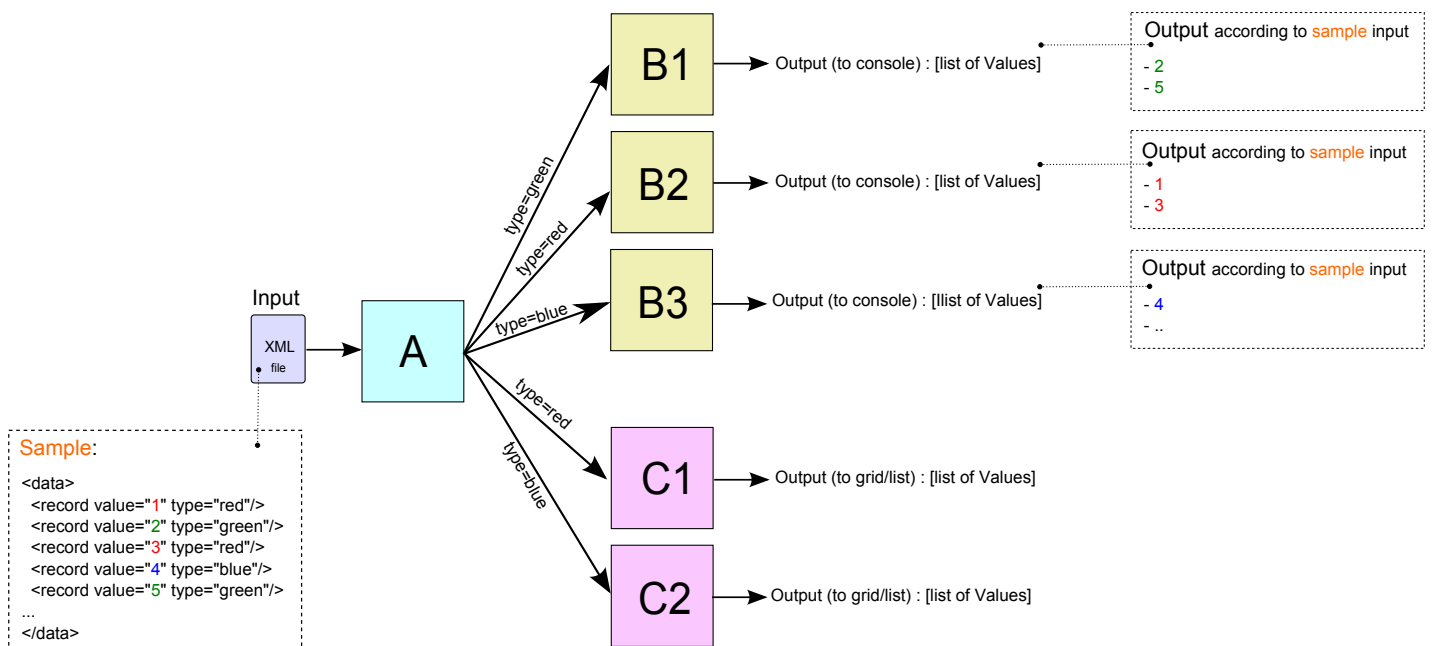 B1
Output (to console) : [list of Values]
Output according to sample input
- 2
- 5
type=green
B2
Output (to console) : [list of Values]
Output according to sample input
- 1
- 3
type=red
B3
Output (to console) : [llist of Values]
Output according to sample input
- 4
- ..
type=blue
Input
XML
file
A
type=red
C1
Output (to grid/list) : [list of Values]
type=blue
C2
Output (to grid/list) : [list of Values]
Sample:
<data>
<record value="1" type="red"/>
<record value="2" type="green"/>
<record value="3" type="red"/>
<record value="4" type="blue"/>
<record value="5" type="green"/>
...
</data>